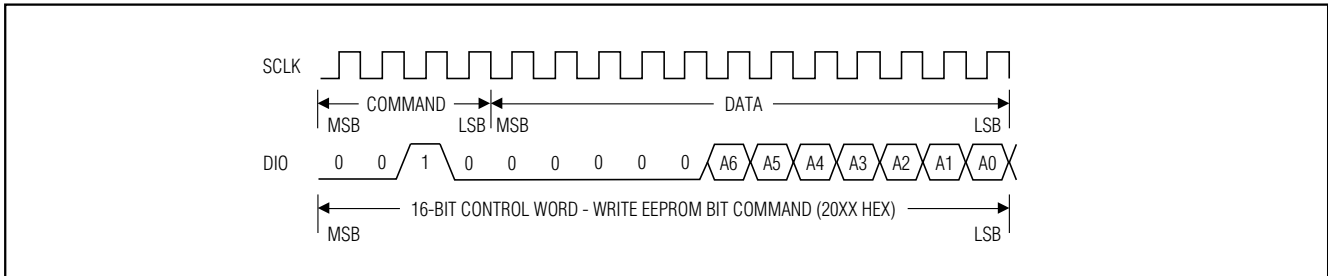 SCLK
COMMAND DATA
MSB LSB MSB LSB
DIO 0 0 1 0 0 0 0 0 0 A6 A5 A4 A3 A2 A1 A0
16-BIT CONTROL WORD - WRITE EEPROM BIT COMMAND (20XX HEX)
MSB LSB